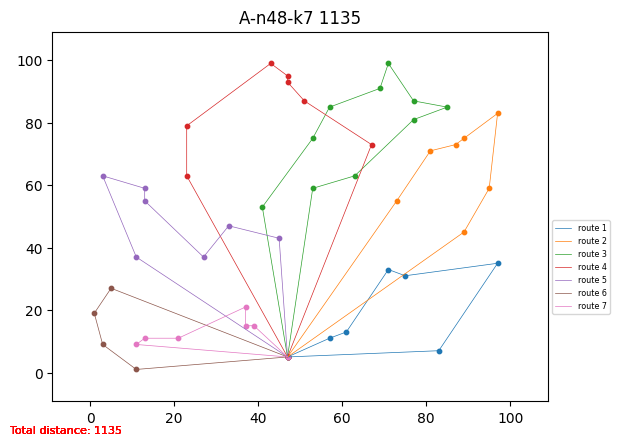 A-n48-k7 1135
100
80
60
40
20
0
0 20 40 60 80 100
route 1
route 2
route 3
route 4
route 5
route 6
route 7
Total distance: 1135